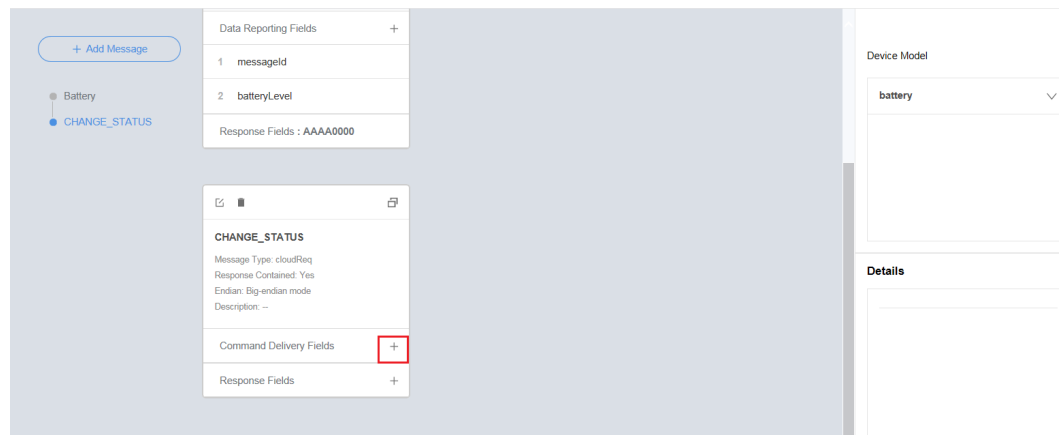 + Add Message
Battery
CHANGE_STATUS
Data Reporting Fields +
1 messageId
2 batteryLevel
Response Fields : AAAA0000
CHANGE_STATUS
Message Type: cloudReq
Response Contained: Yes
Endian: Big-endian mode
Description: --
Command Delivery Fields +
Response Fields +
Device Model
battery
Details